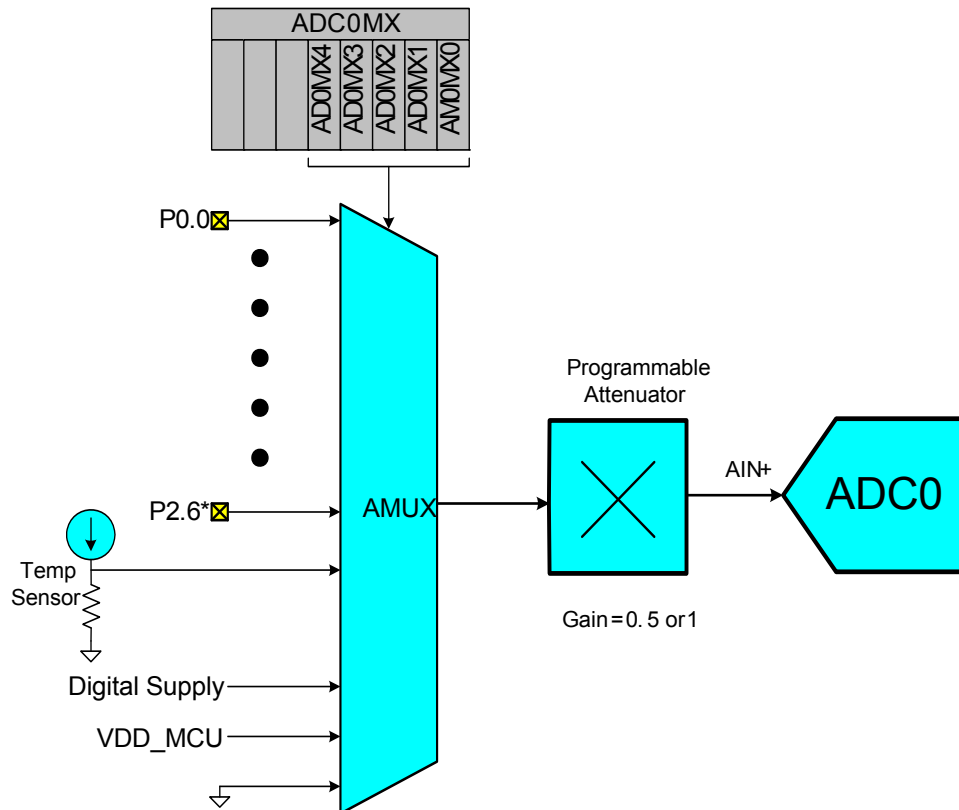 ADC0MX
AD0MX4
AD0MX3
AD0MX2
AD0MX1
AM0MX0
P0.0
Programmable
Attenuator
AIN+
ADC0
P2.6*
AMUX
Temp
Sensor
Gain=0. 5 or1
Digital Supply
VDD_MCU